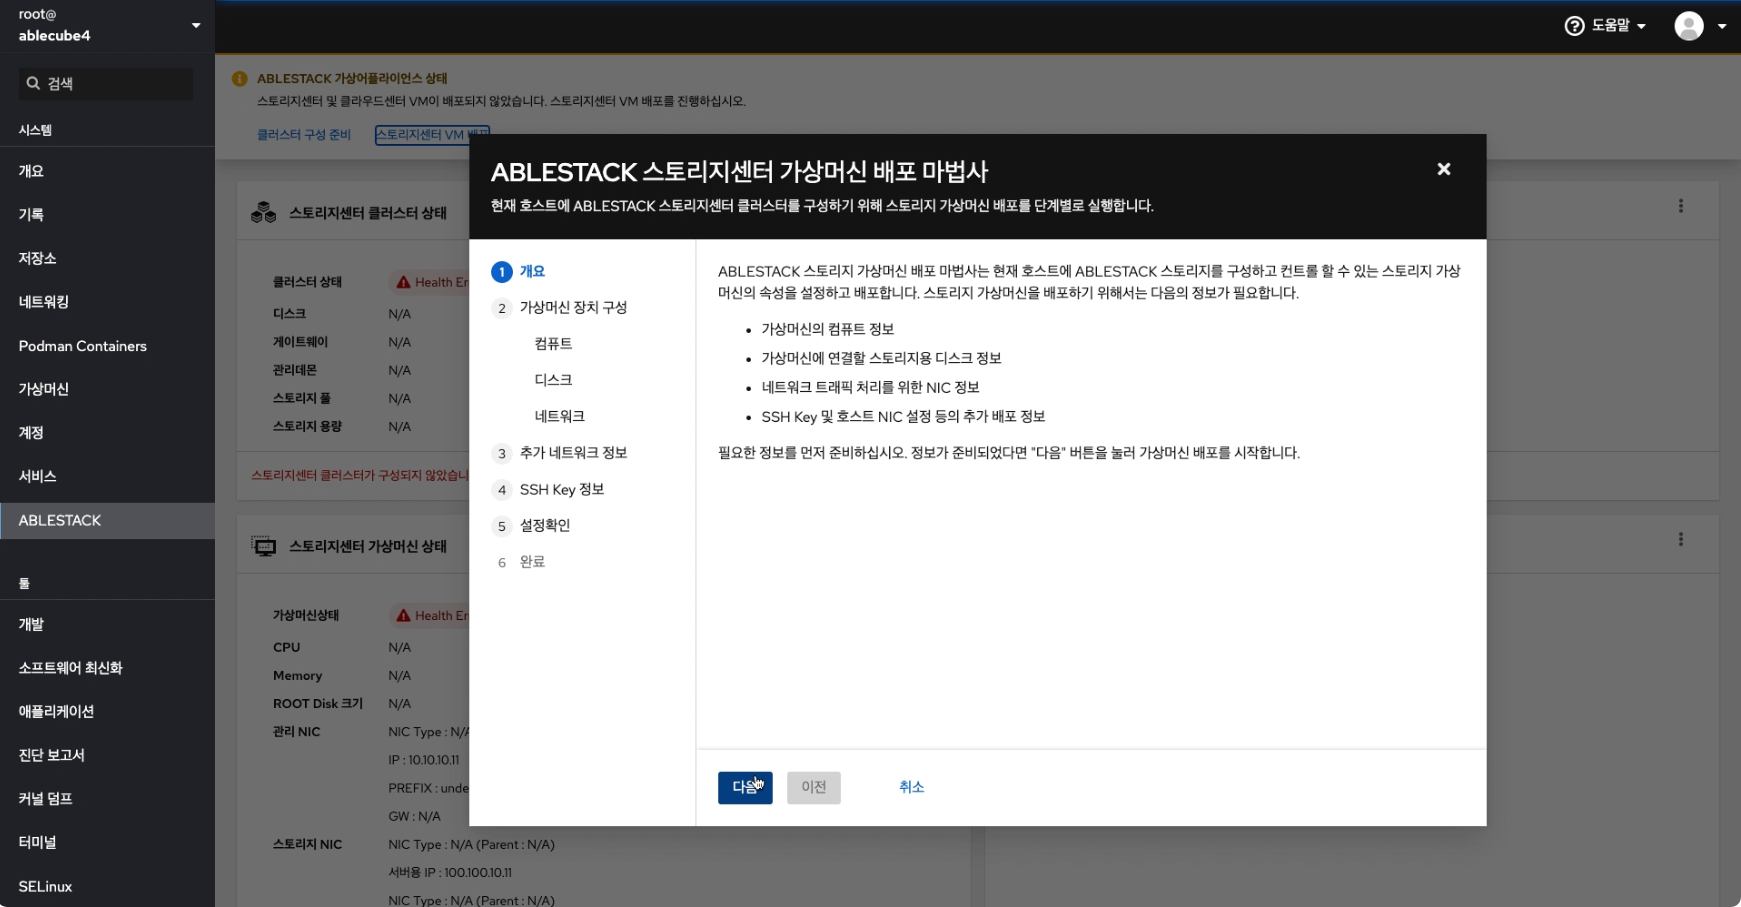 root@
ablecube4
도움말
검색
시스템
개요
기록
저장소
네트워킹
Podman Containers
가상머신
계정
서비스
ABLESTACK
툴
개발
소프트웨어 최신화
애플리케이션
진단 보고서
커널 덤프
터미널
SELinux
ABLESTACK 가상어플라이언스 상태
스토리지센터 및 클라우드센터 VM이 배포되지 않았습니다. 스토리지센터 VM 배포를 진행하십시오.
클러스터 구성 준비
스토리지센터 VM 배포
스토리지센터 클러스터 상태
클러스터 상태
Health Er
디스크 N/A
게이트웨이 N/A
관리데몬 N/A
스토리지 풀 N/A
스토리지 용량 N/A
스토리지센터 클러스터가 구성되지 않았습니
스토리지센터 가상머신 상태
가상머신상태
Health Er
CPU N/A
Memory N/A
ROOT Disk 크기 N/A
관리 NIC NIC Type : N/A
IP : 10.10.10.11
PREFIX : unde
GW : N/A
스토리지 NIC NIC Type : N/A (Parent : N/A)
서버용 IP : 100.100.10.11
NIC Type : N/A (Parent : N/A)
ABLESTACK 스토리지센터 가상머신 배포 마법사
현재 호스트에 ABLESTACK 스토리지센터 클러스터를 구성하기 위해 스토리지 가상머신 배포를 단계별로 실행합니다.
1 개요
2 가상머신 장치 구성
컴퓨트
디스크
네트워크
3 추가 네트워크 정보
4 SSH Key 정보
5 설정확인
6 완료
ABLESTACK 스토리지 가상머신 배포 마법사는 현재 호스트에 ABLESTACK 스토리지를 구성하고 컨트롤 할 수 있는 스토리지 가상
머신의 속성을 설정하고 배포합니다. 스토리지 가상머신을 배포하기 위해서는 다음의 정보가 필요합니다.
• 가상머신의 컴퓨트 정보
• 가상머신에 연결할 스토리지용 디스크 정보
• 네트워크 트래픽 처리를 위한 NIC 정보
• SSH Key 및 호스트 NIC 설정 등의 추가 배포 정보
필요한 정보를 먼저 준비하십시오. 정보가 준비되었다면 "다음" 버튼을 눌러 가상머신 배포를 시작합니다.
다음
이전
취소